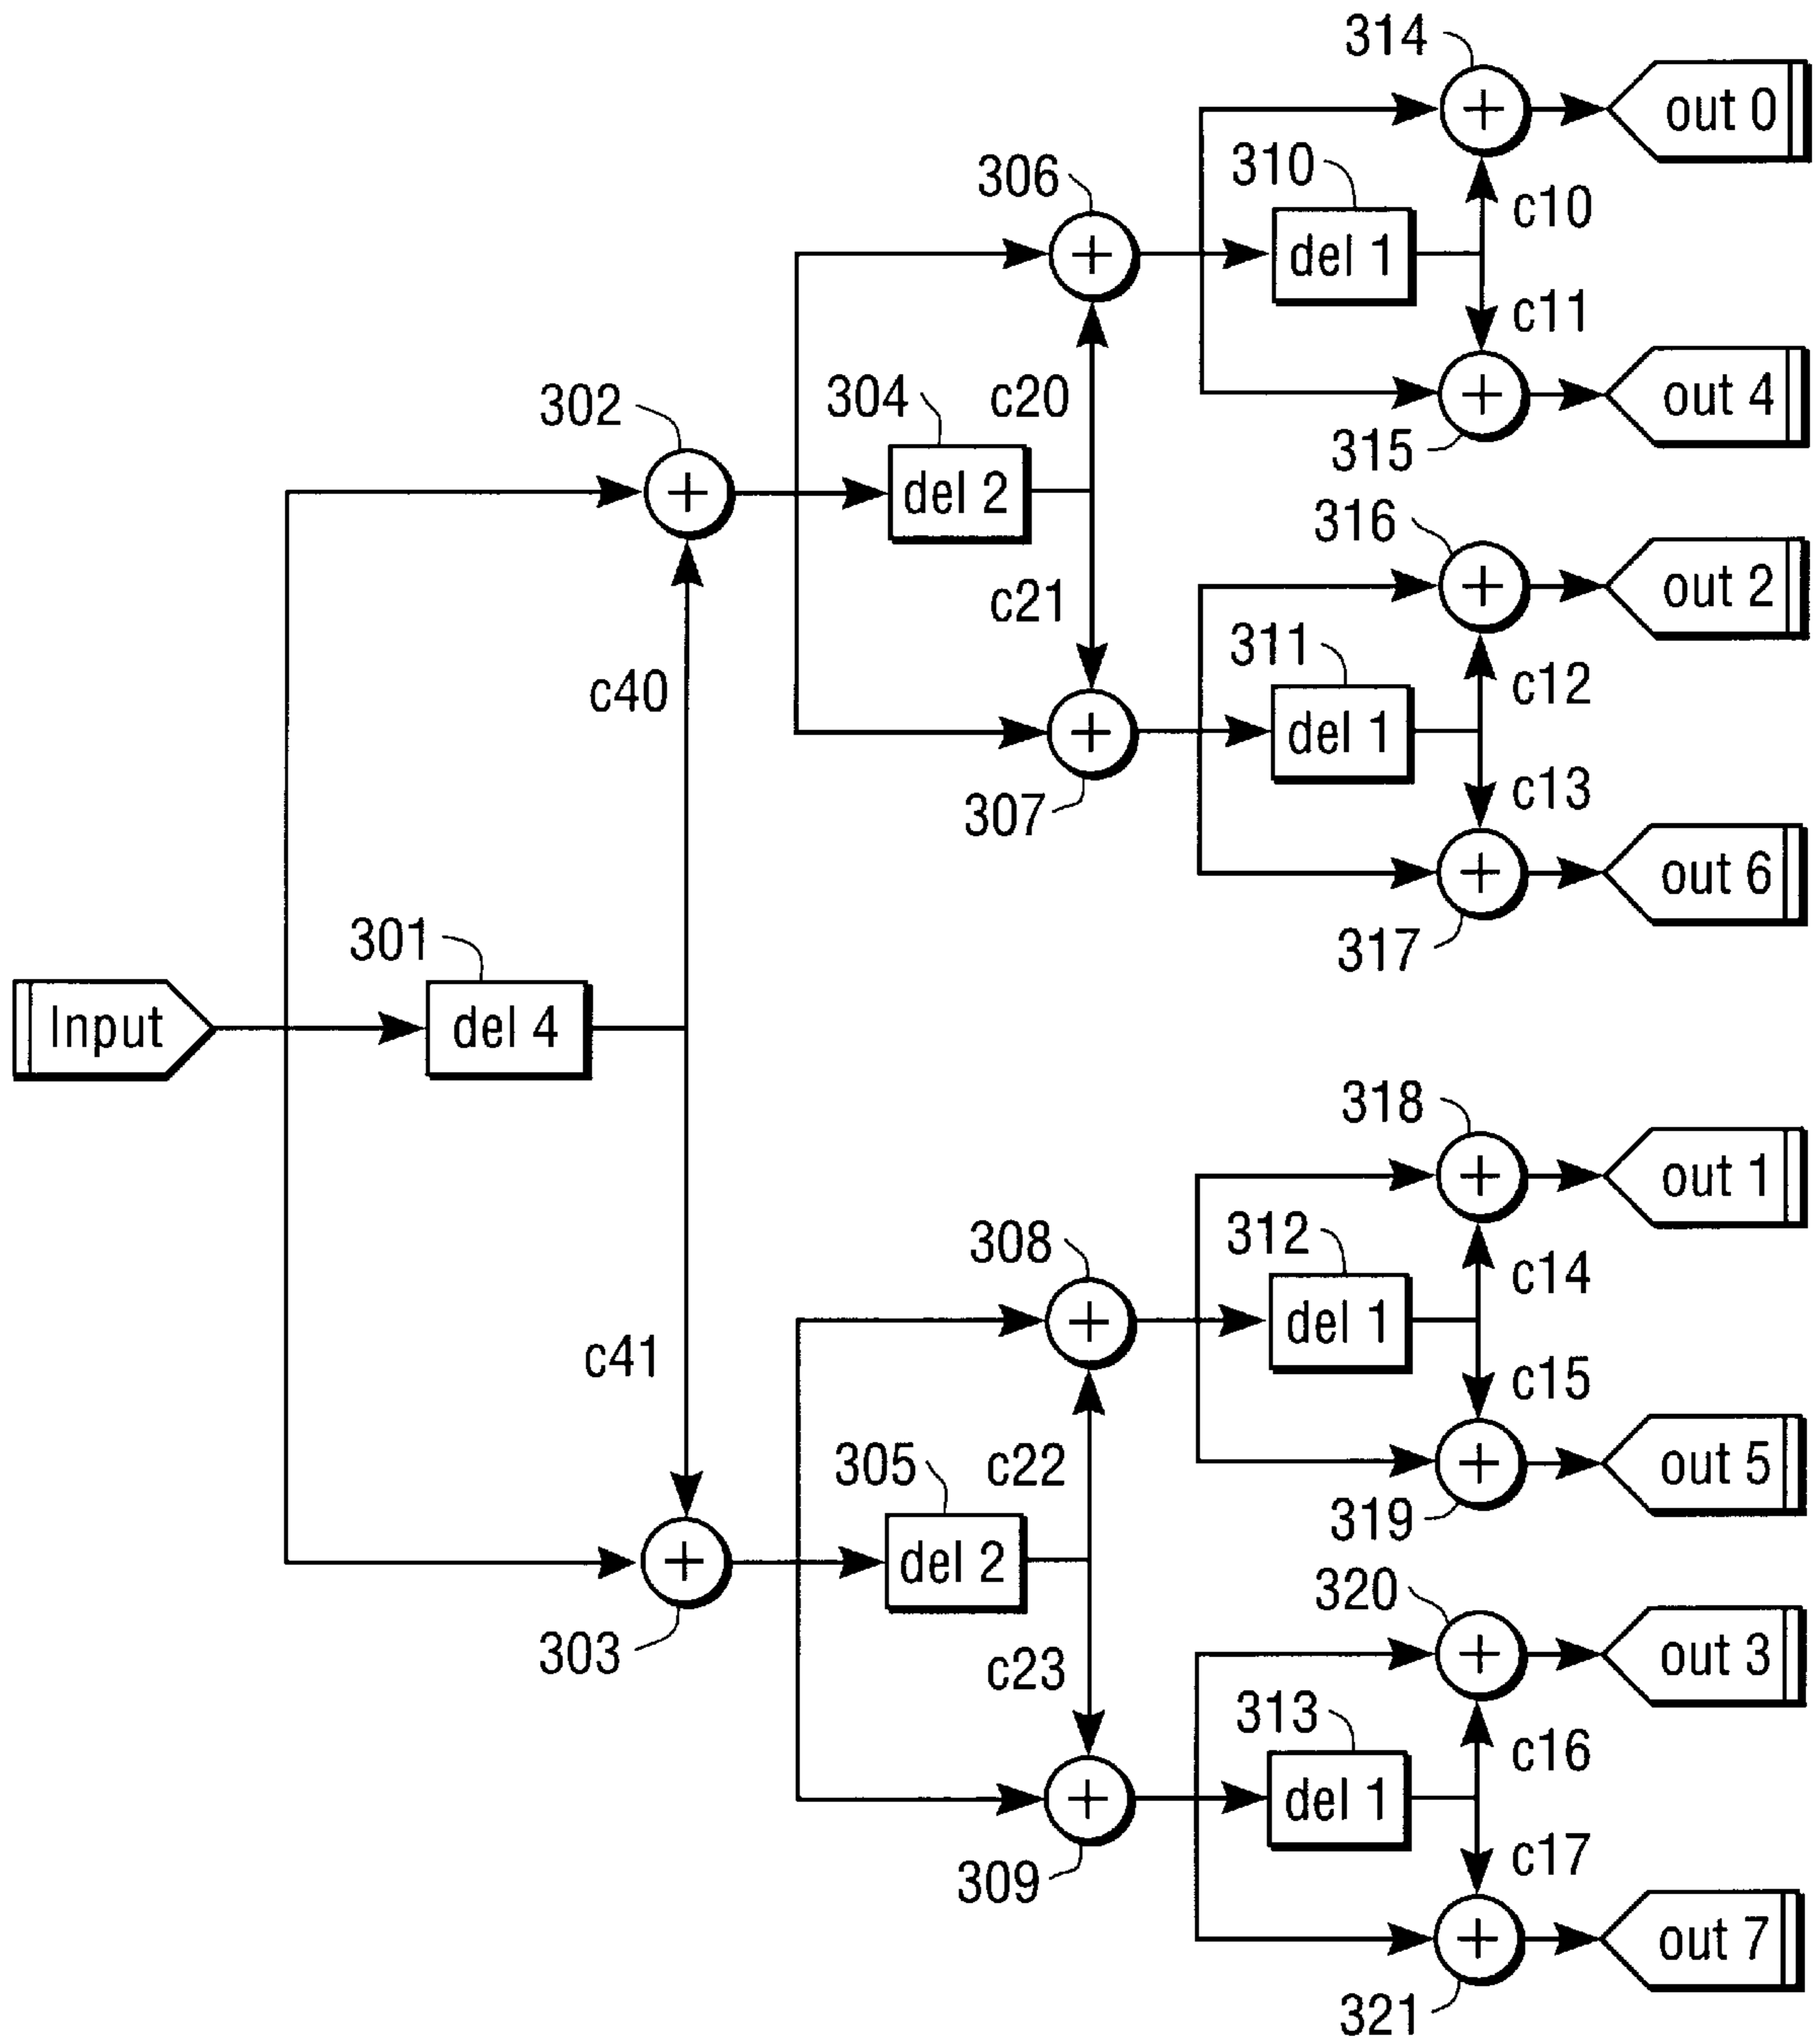 314
out 0
306
310
c10
del 1
c11
302
304
c20
out 4
315
del 2
316
out 2
c21
311
c40
c12
del 1
307
c13
out 6
301
317
Input
del 4
318
out 1
308
312
c14
del 1
c41
c15
305
c22
out 5
319
del 2
320
303
c23
out 3
313
c16
del 1
309
c17
out 7
321